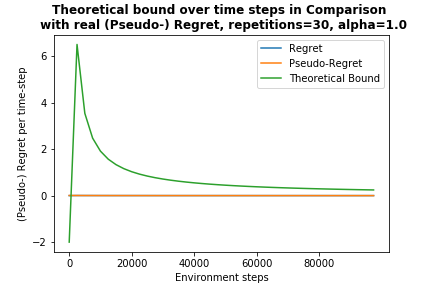 Theoretical bound over time steps in Comparison
with real (Pseudo-) Regret, repetitions=30, alpha=1.0
Regret
Pseudo-Regret
Theoretical Bound
(Pseudo-) Regret per time-step
6
4
2
0
−2
0
20000
40000
60000
80000
Environment steps